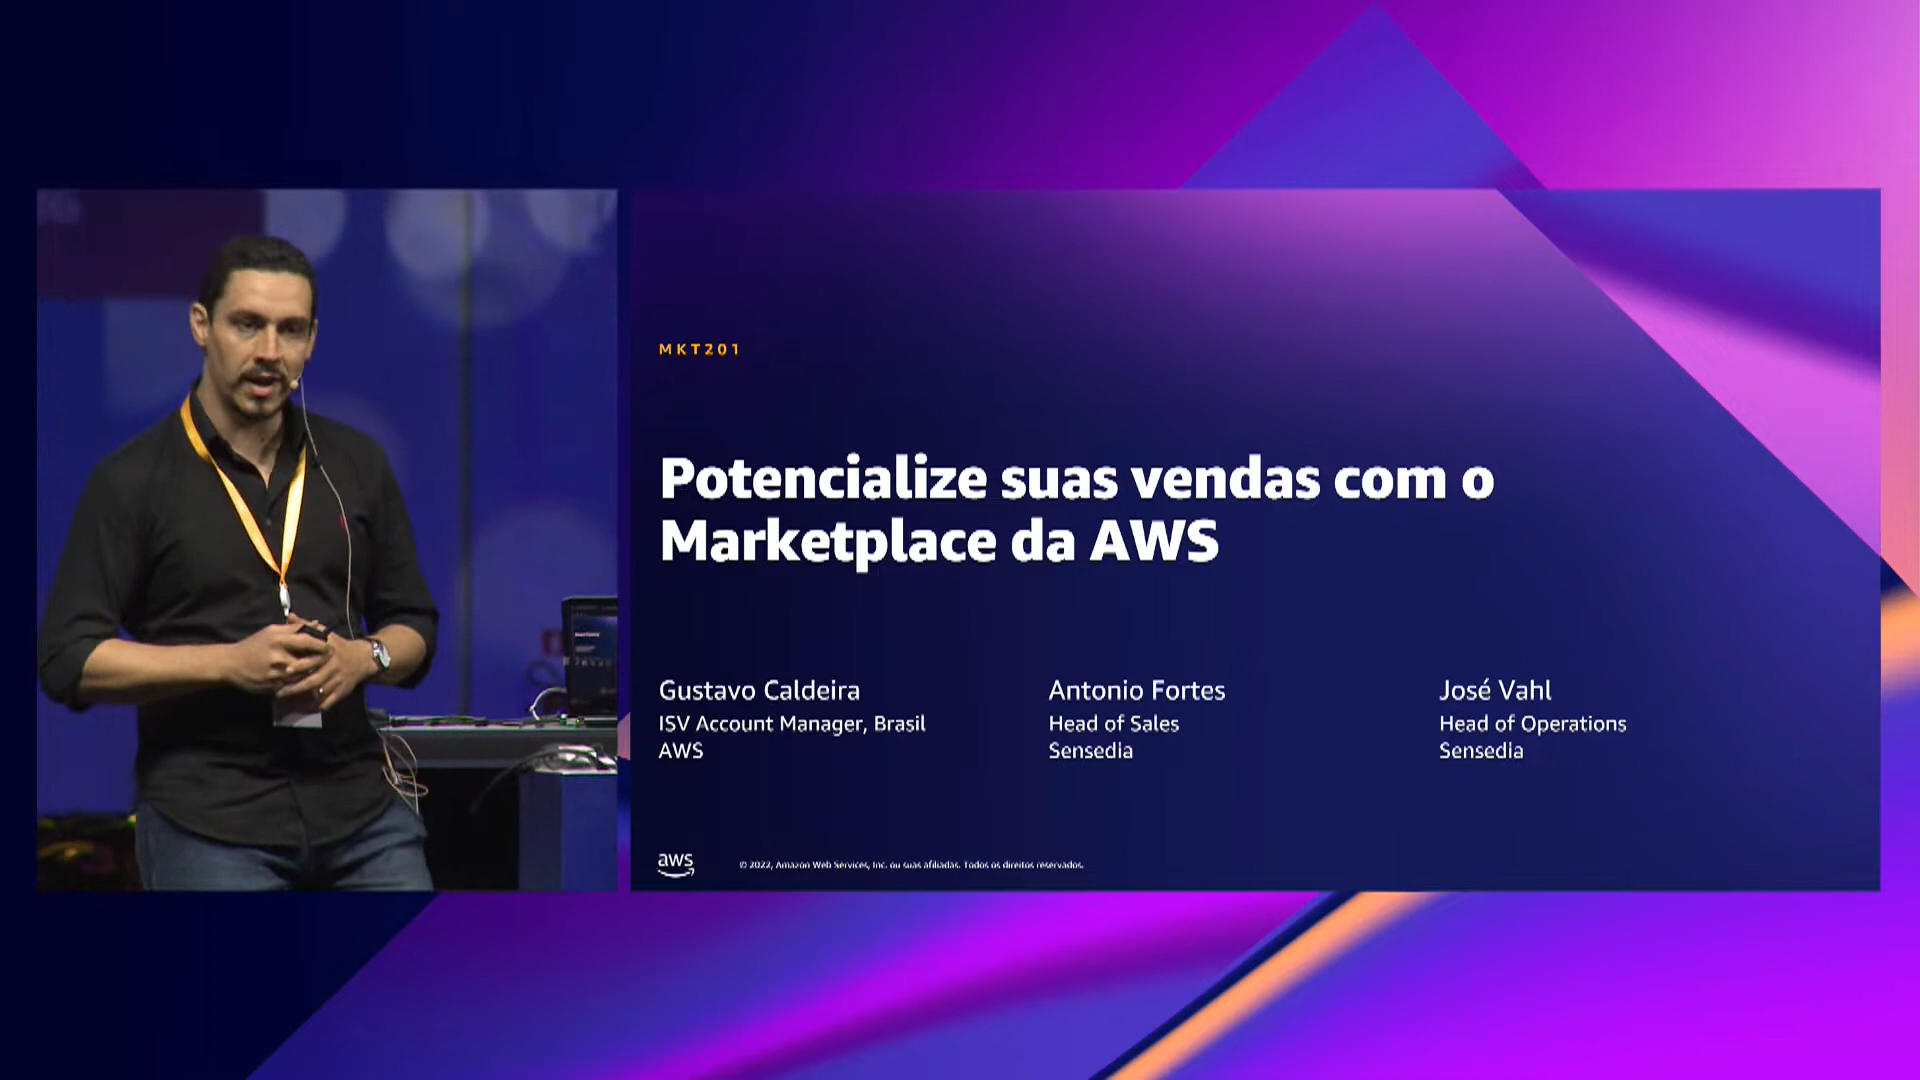 MKT201
Potencialize suas vendas com o
Marketplace da AWS
Gustavo Caldeira
ISV Account Manager, Brasil
AWS
Antonio Fortes
Head of Sales
Sensedia
José Vahl
Head of Operations
Sensedia
aws
© 2022, Amazon Web Services, Inc. ou suas afiliadas. Todos os direitos reservados.